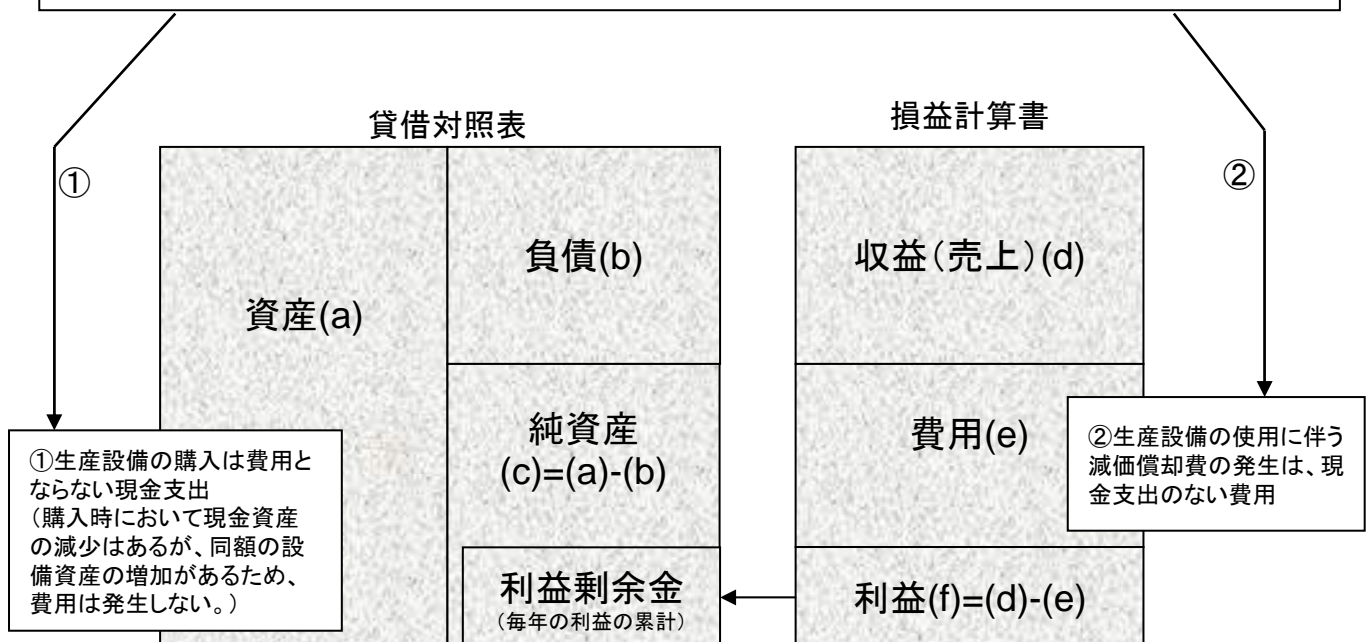 貸借対照表
損益計算書
①
②
資産(a)
負債(b)
純資産
(c)=(a)-(b)
利益剰余金
(毎年の利益の累計)
収益(売上)(d)
費用(e)
利益(f)=(d)-(e)
①生産設備の購入は費用と
ならない現金支出
(購入時において現金資産
の減少はあるが、同額の設
備資産の増加があるため、
費用は発生しない。)
②生産設備の使用に伴う
減価償却費の発生は、現
金支出のない費用